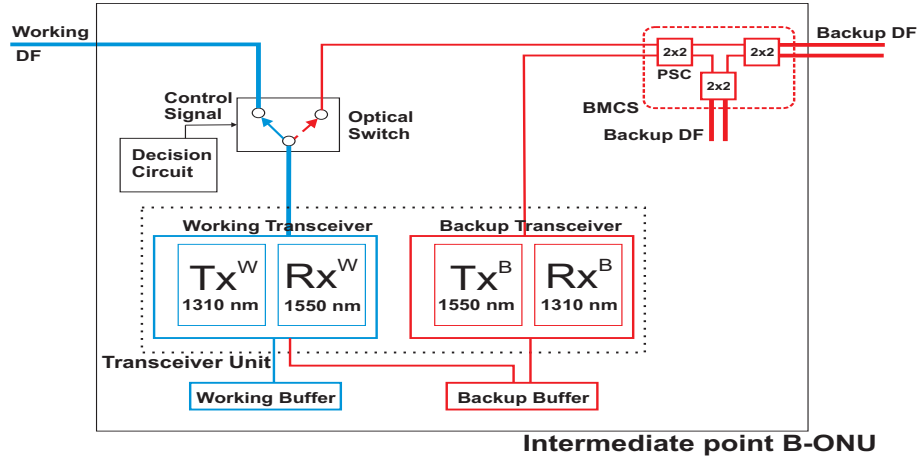 Working
DF
Backup DF
2x2
2x2
PSC
2x2
BMCS
Backup DF
Control
Signal
Optical
Switch
Decision
Circuit
Working Transceiver
Backup Transceiver
Tx^W
1310 nm
Rx^W
1550 nm
Tx^B
1550 nm
Rx^B
1310 nm
Transceiver Unit
Working Buffer
Backup Buffer
Intermediate point B-ONU